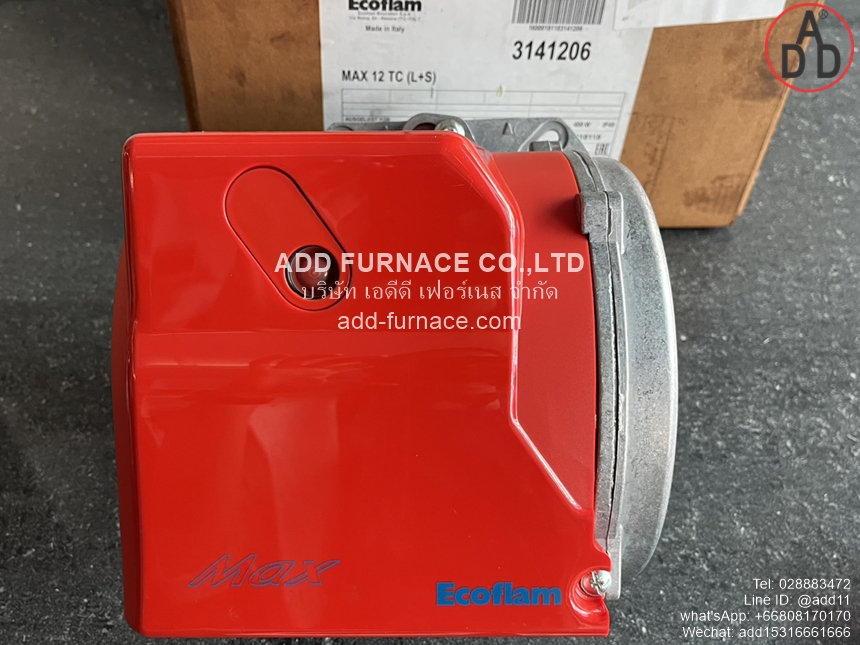 Ecoflam
Made in Italy
3141206
MAX 12 TC (L+S)
ADD
ADD FURNACE CO.,LTD
บริษัท เอดีดี เฟอร์เนส จำกัด
add-furnace.com
Max
Ecoflam
Tel: 028883472
Line ID: @add11
what'sApp: +66808170170
Wechat: add15316661666